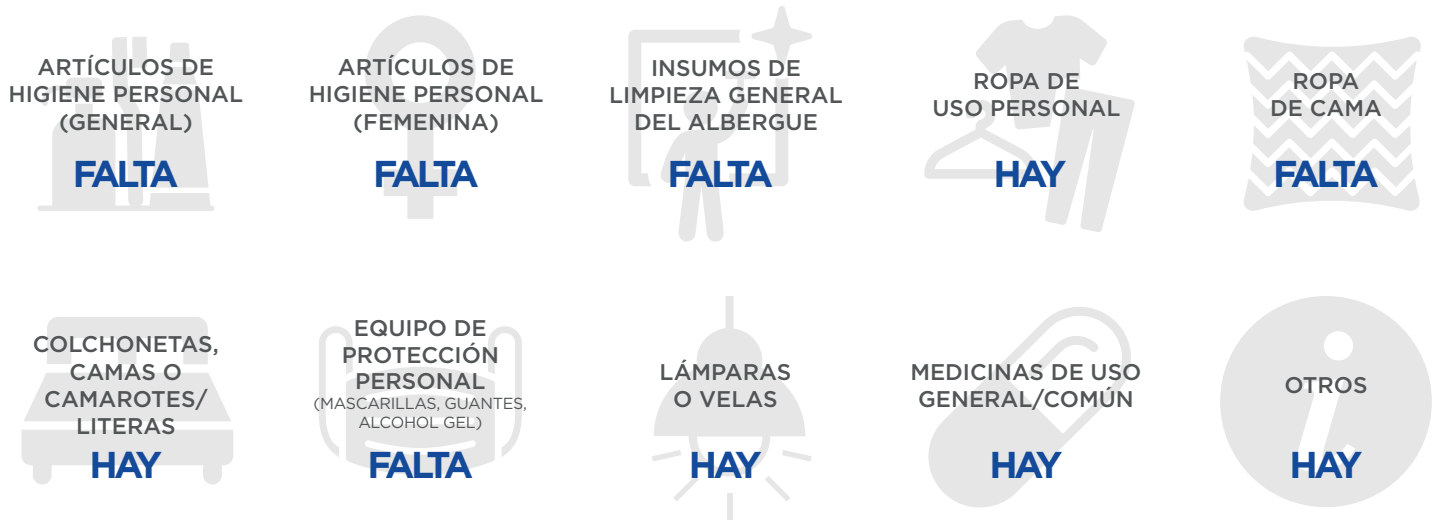 ARTÍCULOS DE
HIGIENE PERSONAL
(GENERAL)
FALTA
ARTÍCULOS DE
HIGIENE PERSONAL
(FEMENINA)
FALTA
INSUMOS DE
LIMPIEZA GENERAL
DEL ALBERGUE
FALTA
ROPA DE
USO PERSONAL
HAY
ROPA
DE CAMA
FALTA
COLCHONETAS,
CAMAS O
CAMAROTES/
LITERAS
HAY
EQUIPO DE
PROTECCIÓN
PERSONAL
(MASCARILLAS, GUANTES,
ALCOHOL GEL)
FALTA
LÁMPARAS
O VELAS
HAY
MEDICINAS DE USO
GENERAL/COMÚN
HAY
OTROS
HAY